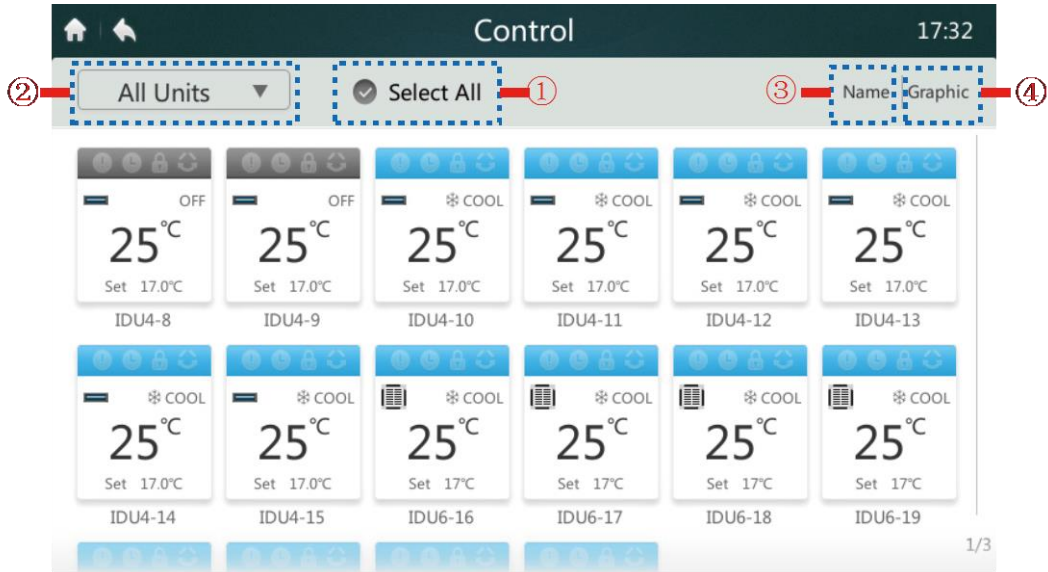 Control 17:32
② All Units ▼ Select All ① ③ Name Graphic ④
OFF OFF COOL COOL COOL COOL
25℃ 25℃ 25℃ 25℃ 25℃ 25℃
Set 17.0℃ Set 17.0℃ Set 17.0℃ Set 17.0℃ Set 17.0℃ Set 17.0℃
IDU4-8 IDU4-9 IDU4-10 IDU4-11 IDU4-12 IDU4-13
COOL COOL COOL COOL COOL COOL
25℃ 25℃ 25℃ 25℃ 25℃ 25℃
Set 17.0℃ Set 17.0℃ Set 17℃ Set 17℃ Set 17℃ Set 17℃
IDU4-14 IDU4-15 IDU6-16 IDU6-17 IDU6-18 IDU6-19
1/3